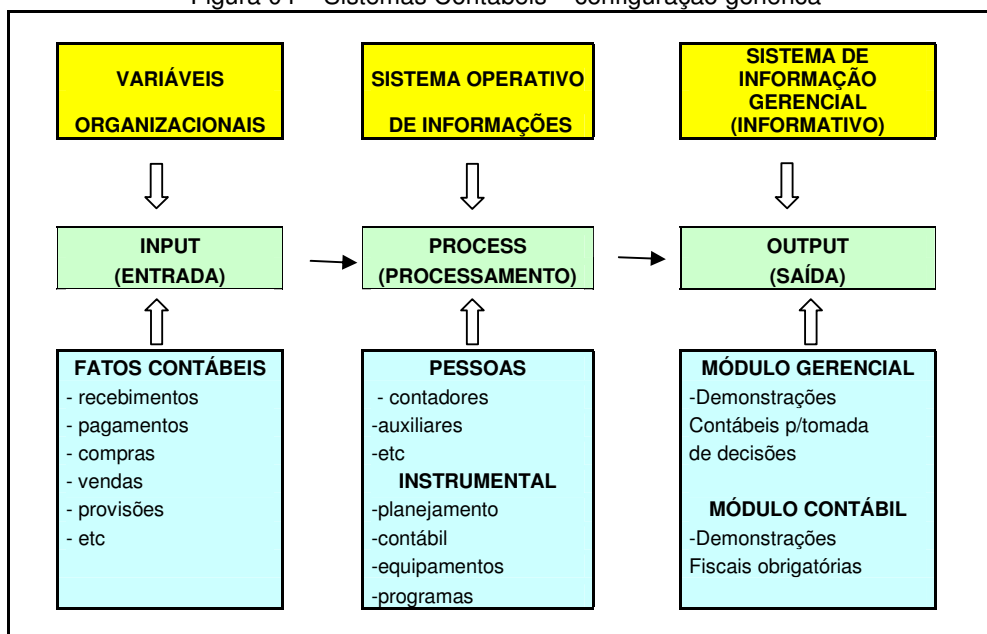 Figura 01 – Sistemas Contábeis – configuração genérica
VARIÁVEIS
ORGANIZACIONAIS
SISTEMA OPERATIVO
DE INFORMAÇÕES
SISTEMA DE
INFORMAÇÃO
GERENCIAL
(INFORMATIVO)
INPUT
(ENTRADA)
PROCESS
(PROCESSAMENTO)
OUTPUT
(SAÍDA)
FATOS CONTÁBEIS
- recebimentos
- pagamentos
- compras
- vendas
- provisões
- etc
PESSOAS
- contadores
-auxiliares
-etc
INSTRUMENTAL
-planejamento
-contábil
-equipamentos
-programas
MÓDULO GERENCIAL
-Demonstrações
Contábeis p/tomada
de decisões
MÓDULO CONTÁBIL
-Demonstrações
Fiscais obrigatórias